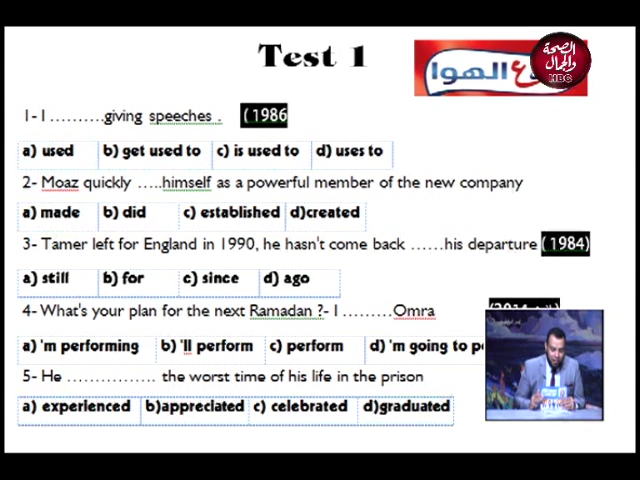 Test 1
الصحة
والجمال
HBC
ع الهوا
1- I ……….giving speeches . ( 1986
a) used b) get used to c) is used to d) uses to
2- Moaz quickly …..himself as a powerful member of the new company
a) made b) did c) established d)created
3- Tamer left for England in 1990, he hasn't come back ……his departure ( 1984)
a) still b) for c) since d) ago
4- What's your plan for the next Ramadan ?- I ………Omra
a) 'm performing b) 'll perform c) perform d) 'm going to
5- He ……………. the worst time of his life in the prison
a) experienced b)appreciated c) celebrated d)graduated